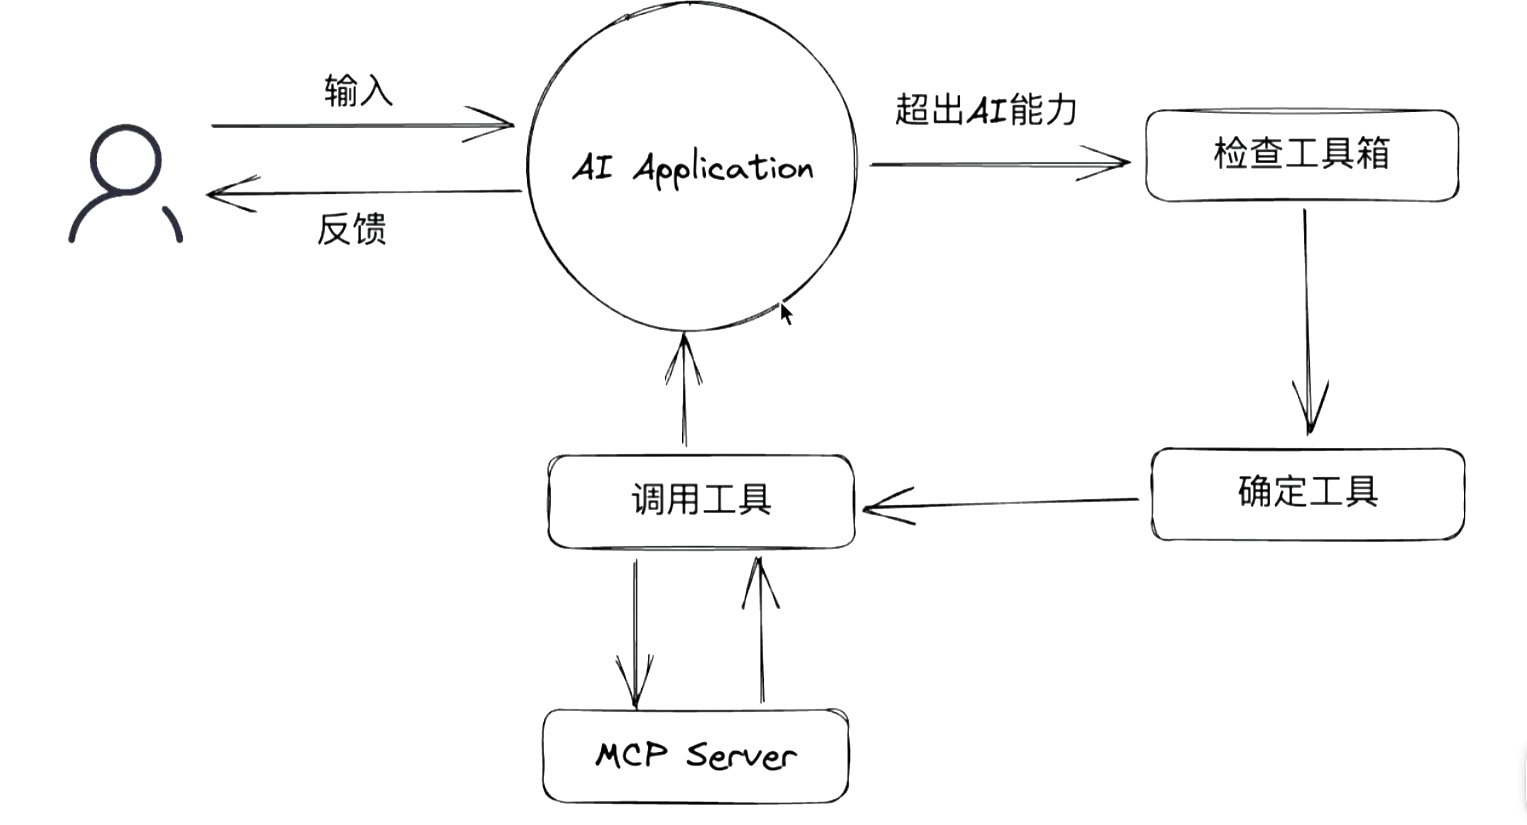 输入
超出AI能力
检查工具箱
AI Application
反馈
调用工具
确定工具
MCP Server